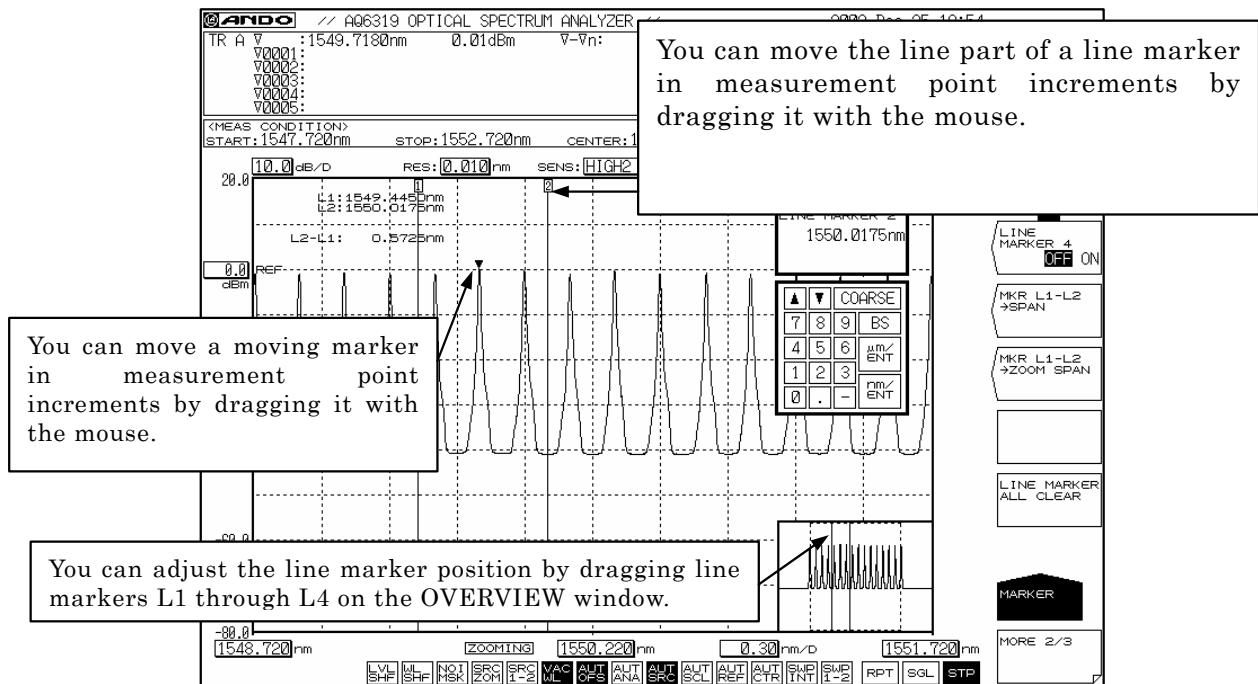 ANDO // AQ6319 OPTICAL SPECTRUM ANALYZER //
TR A ∇ :1549.7180nm 0.01dBm ∇-∇n:
∇0001:
∇0002:
∇0003:
∇0004:
∇0005:
You can move the line part of a line marker
in measurement point increments by
dragging it with the mouse.
<MEAS CONDITION>
START:1547.720nm STOP:1552.720nm CENTER:1
10.0 dB/D RES:0.010 nm SENS:HIGH2
20.0
1 2
L1:1549.4450nm
L2:1550.0175nm
L2-L1: 0.5725nm
LINE MARKER 2
1550.0175nm
LINE
MARKER 4
OFF ON
0.0 REF
dBm
▲ ▼ COARSE
7 8 9 BS
4 5 6 μm/
ENT
1 2 3 nm/
ENT
0 . -
MKR L1-L2
→SPAN
MKR L1-L2
→ZOOM SPAN
You can move a moving marker
in measurement point
increments by dragging it with
the mouse.
LINE MARKER
ALL CLEAR
-60.0
You can adjust the line marker position by dragging line
markers L1 through L4 on the OVERVIEW window.
MARKER
-80.0
1548.720 nm ZOOMING 1550.220 nm 0.30 nm/D 1551.720 nm
MORE 2/3
LVL SHF WL SHF NOI MSK SRC ZOM SRC 1-2 VAC WL AUT OFS AUT ANA AUT SRC AUT SCL AUT REF AUT CTR SWP INT SWP 1-2 RPT SGL STP